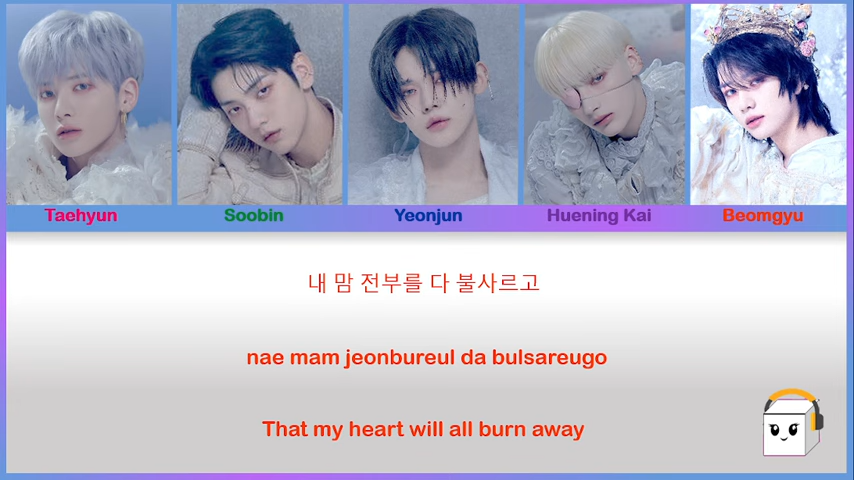 Taehyun Soobin Yeonjun Huening Kai Beomgyu
내 맘 전부를 다 불사르고
nae mam jeonbureul da bulsareugo
That my heart will all burn away